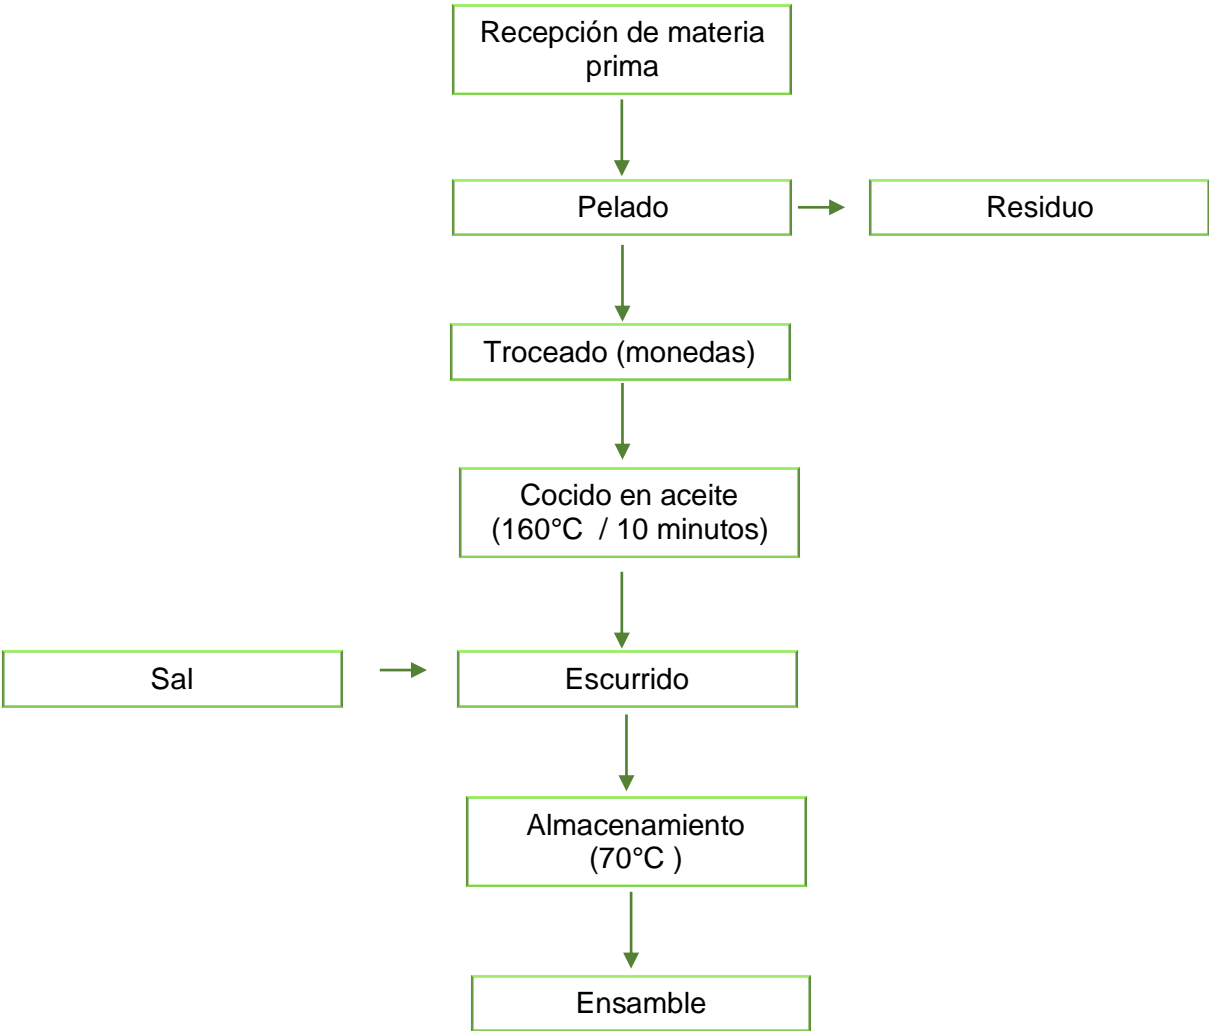 Recepción de materia
prima
Pelado
Residuo
Troceado (monedas)
Cocido en aceite
(160°C  / 10 minutos)
Sal
Escurrido
Almacenamiento
(70°C )
Ensamble